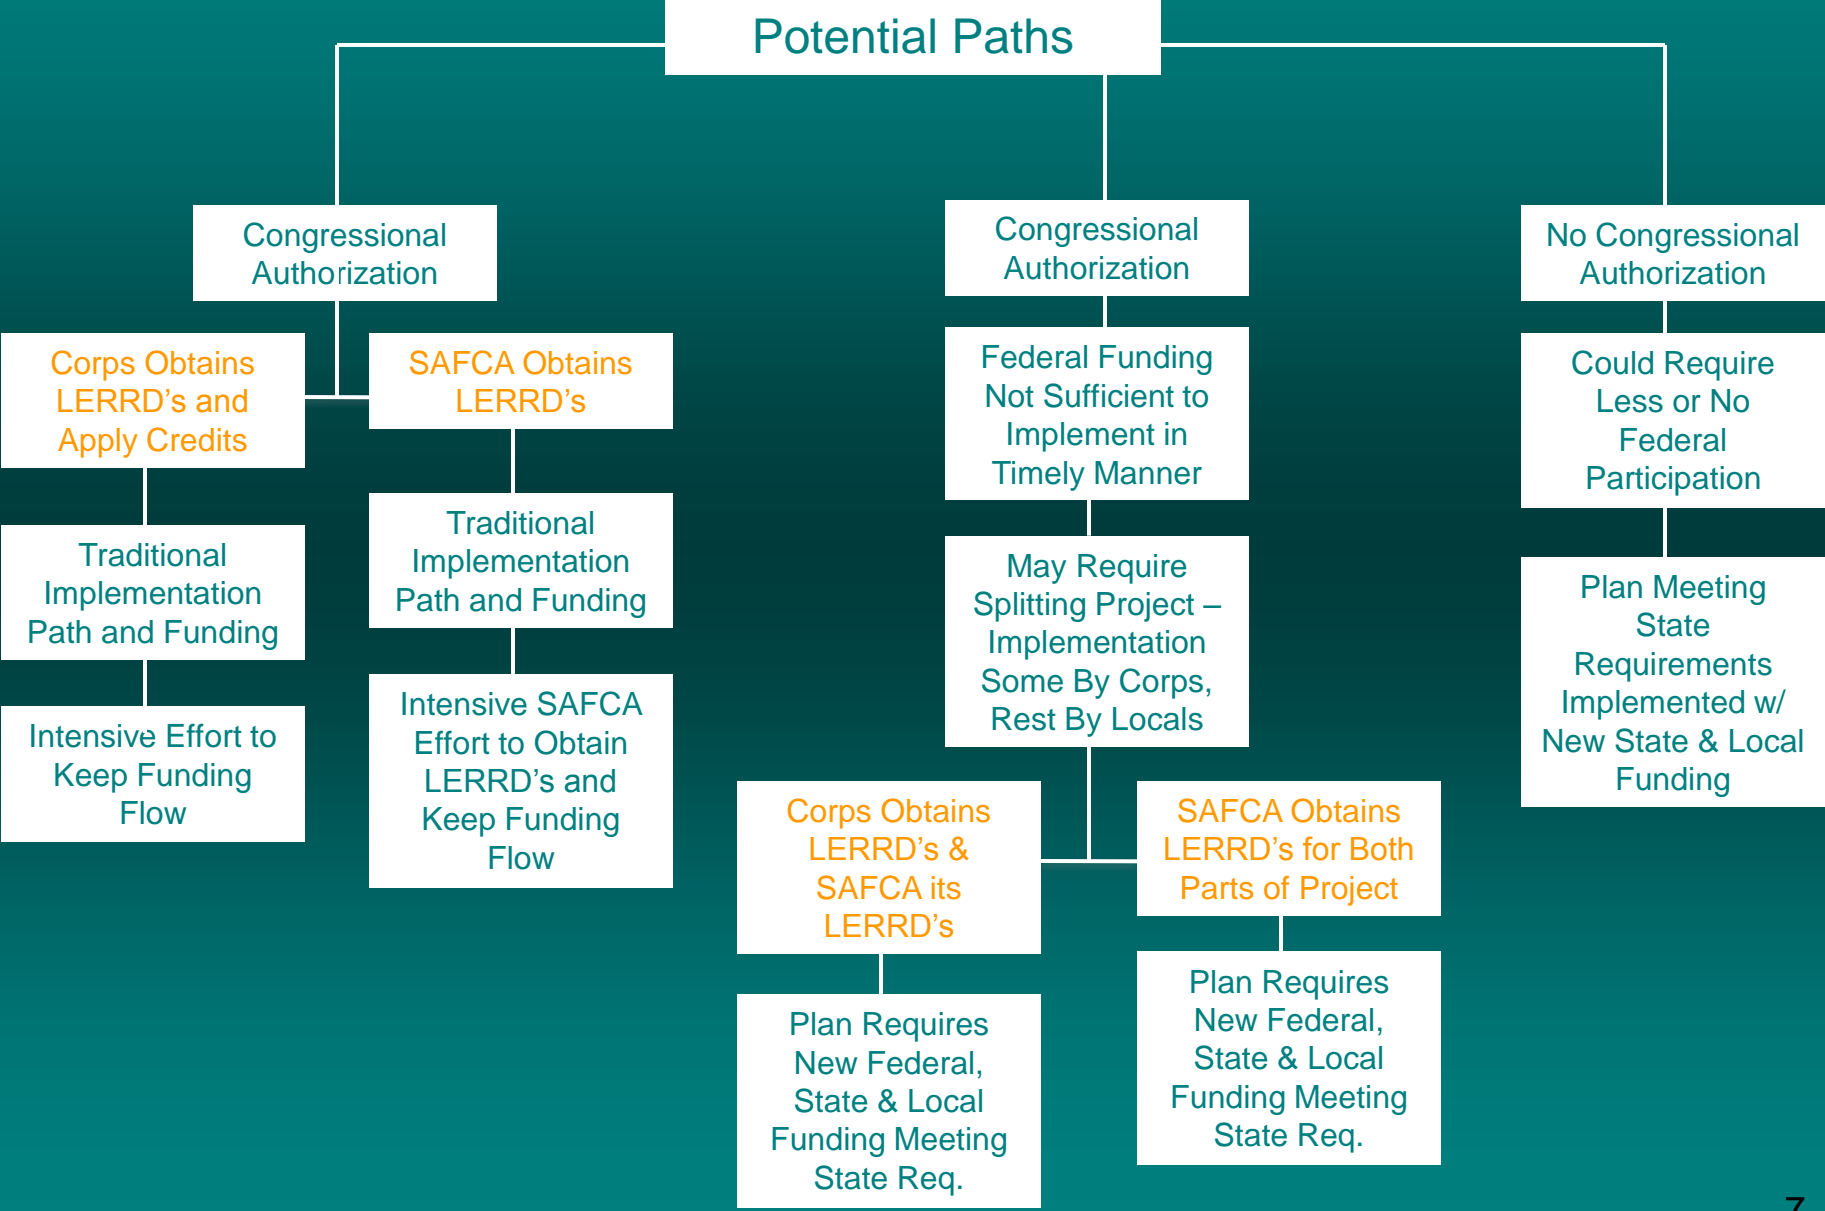 Potential Paths
Congressional
Authorization
Corps Obtains
LERRD's and
Apply Credits
Traditional
Implementation
Path and Funding
Intensive Effort to
Keep Funding
Flow
SAFCA Obtains
LERRD's
Traditional
Implementation
Path and Funding
Intensive SAFCA
Effort to Obtain
LERRD's and
Keep Funding
Flow
Congressional
Authorization
Federal Funding
Not Sufficient to
Implement in
Timely Manner
May Require
Splitting Project –
Implementation
Some By Corps,
Rest By Locals
Corps Obtains
LERRD's &
SAFCA its
LERRD's
Plan Requires
New Federal,
State & Local
Funding Meeting
State Req.
SAFCA Obtains
LERRD's for Both
Parts of Project
Plan Requires
New Federal,
State & Local
Funding Meeting
State Req.
No Congressional
Authorization
Could Require
Less or No
Federal
Participation
Plan Meeting
State
Requirements
Implemented w/
New State & Local
Funding
7